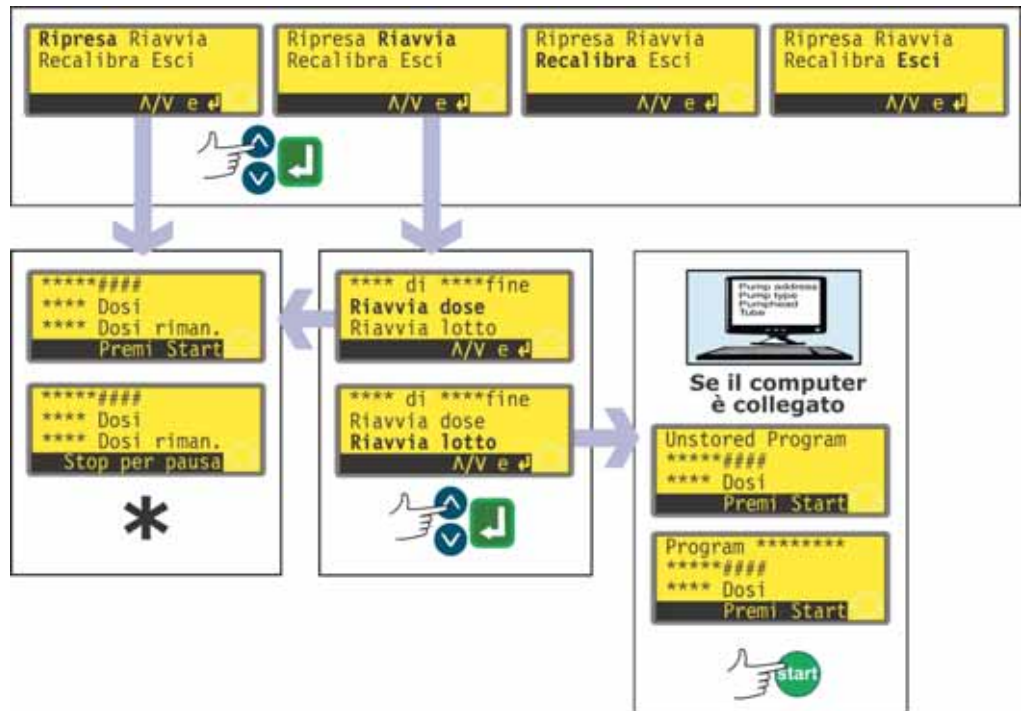 Ripresa Riavvia
Recalibra Esci
Λ/V e ↲
Ripresa Riavvia
Recalibra Esci
Λ/V e ↲
Ripresa Riavvia
Recalibra Esci
Λ/V e ↲
Ripresa Riavvia
Recalibra Esci
Λ/V e ↲
*****####
**** Dosi
**** Dosi riman.
Premi Start
*****####
**** Dosi
**** Dosi riman.
Stop per pausa
*
**** di ****fine
Riavvia dose
Riavvia lotto
Λ/V e ↲
**** di ****fine
Riavvia dose
Riavvia lotto
Λ/V e ↲
Pump address
Pump type
Pumphead
Tube
Se il computer
è collegato
Unstored Program
*****####
**** Dosi
Premi Start
Program ********
*****####
**** Dosi
Premi Start
start